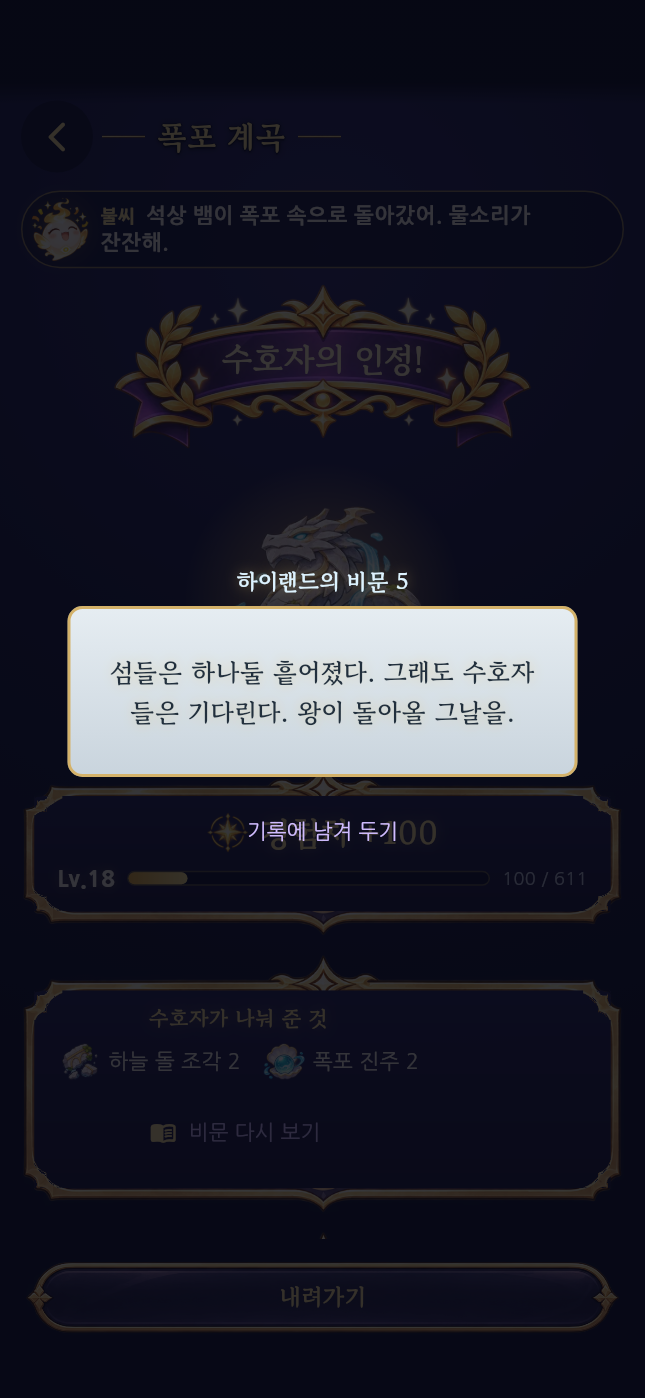 폭포 계곡
불씨 석상 뱀이 폭포 속으로 돌아갔어. 물소리가
잔잔해.
수호자의 인정!
하이랜드의 비문 5
섬들은 하나둘 흩어졌다. 그래도 수호자
들은 기다린다. 왕이 돌아올 그날을.
기록에 남겨 두기
100
Lv.18 100 / 611
수호자가 나눠 준 것
하늘 돌 조각 2 폭포 진주 2
비문 다시 보기
내려가기